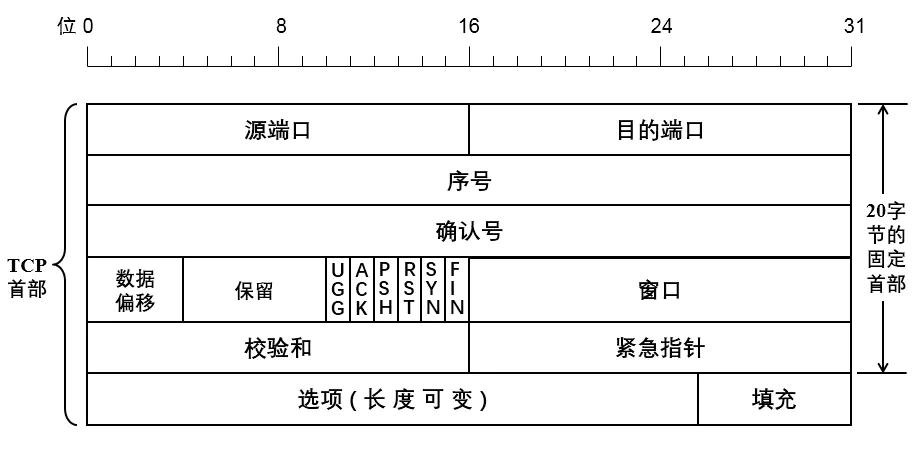 位 0 8 16 24 31
源端口 目的端口
序号
确认号
TCP
首部
20字
节的
固定
首部
数据
偏移
保留
UGG
ACK
PSH
RST
SYN
FIN
窗口
校验和 紧急指针
选项 ( 长 度 可 变 ) 填充